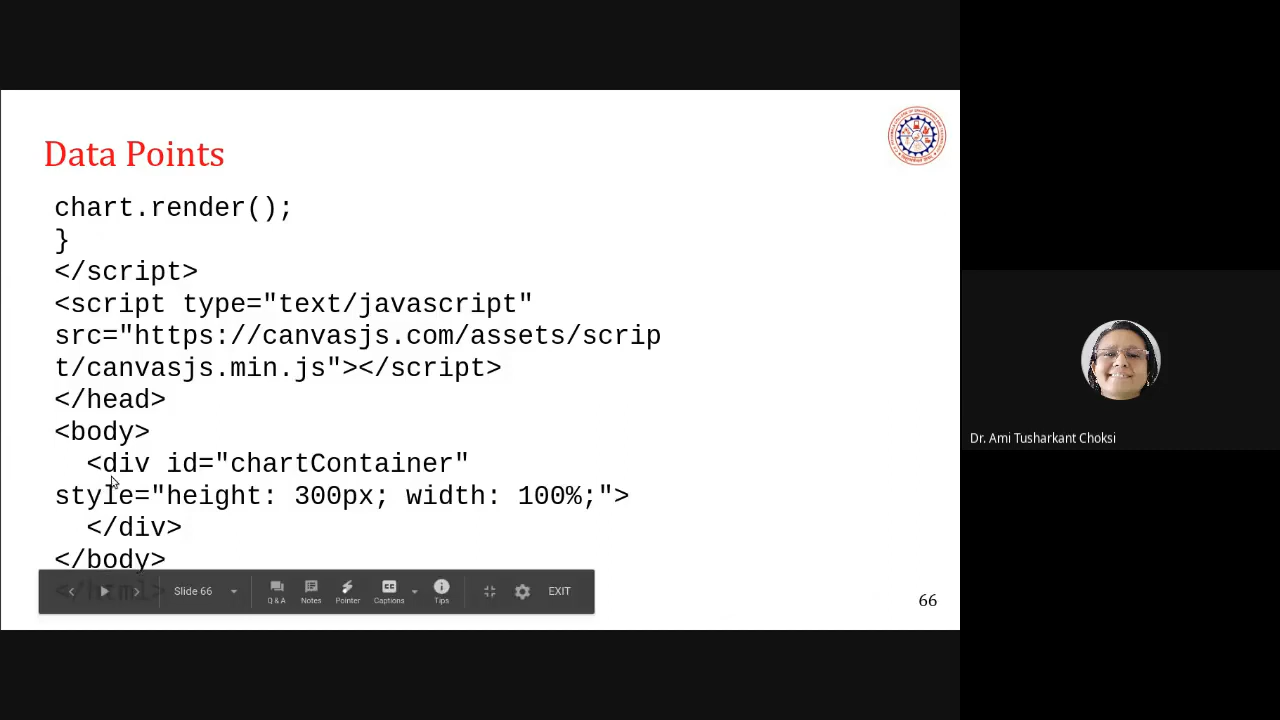 Data Points
chart.render();
}
</script>
<script type="text/javascript"
src="https://canvasjs.com/assets/scrip
t/canvasjs.min.js"></script>
</head>
<body>
<div id="chartContainer"
style="height: 300px; width: 100%;">
</div>
</body>
</html>
Slide 66
Q & A
Notes
Pointer
Captions
Tips
EXIT
66
Dr. Ami Tusharkant Choksi